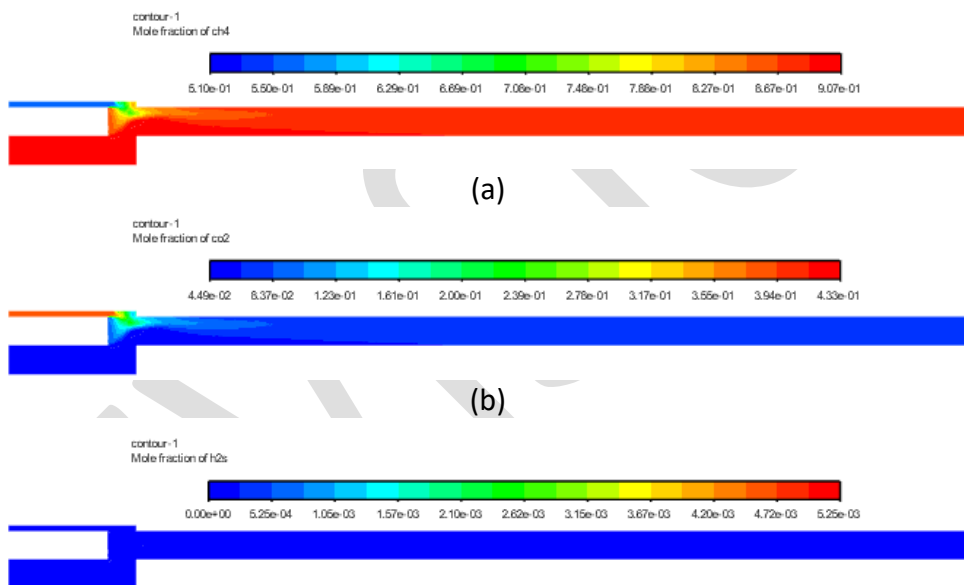 contour-1
Mole fraction of ch4
5.10e-01 5.50e-01 5.89e-01 6.29e-01 6.69e-01 7.08e-01 7.48e-01 7.88e-01 8.27e-01 8.67e-01 9.07e-01
(a)
contour-1
Mole fraction of co2
4.49e-02 8.37e-02 1.23e-01 1.61e-01 2.00e-01 2.39e-01 2.78e-01 3.17e-01 3.55e-01 3.94e-01 4.33e-01
(b)
contour-1
Mole fraction of h2s
0.00e+00 5.25e-04 1.05e-03 1.57e-03 2.10e-03 2.62e-03 3.15e-03 3.67e-03 4.20e-03 4.72e-03 5.25e-03